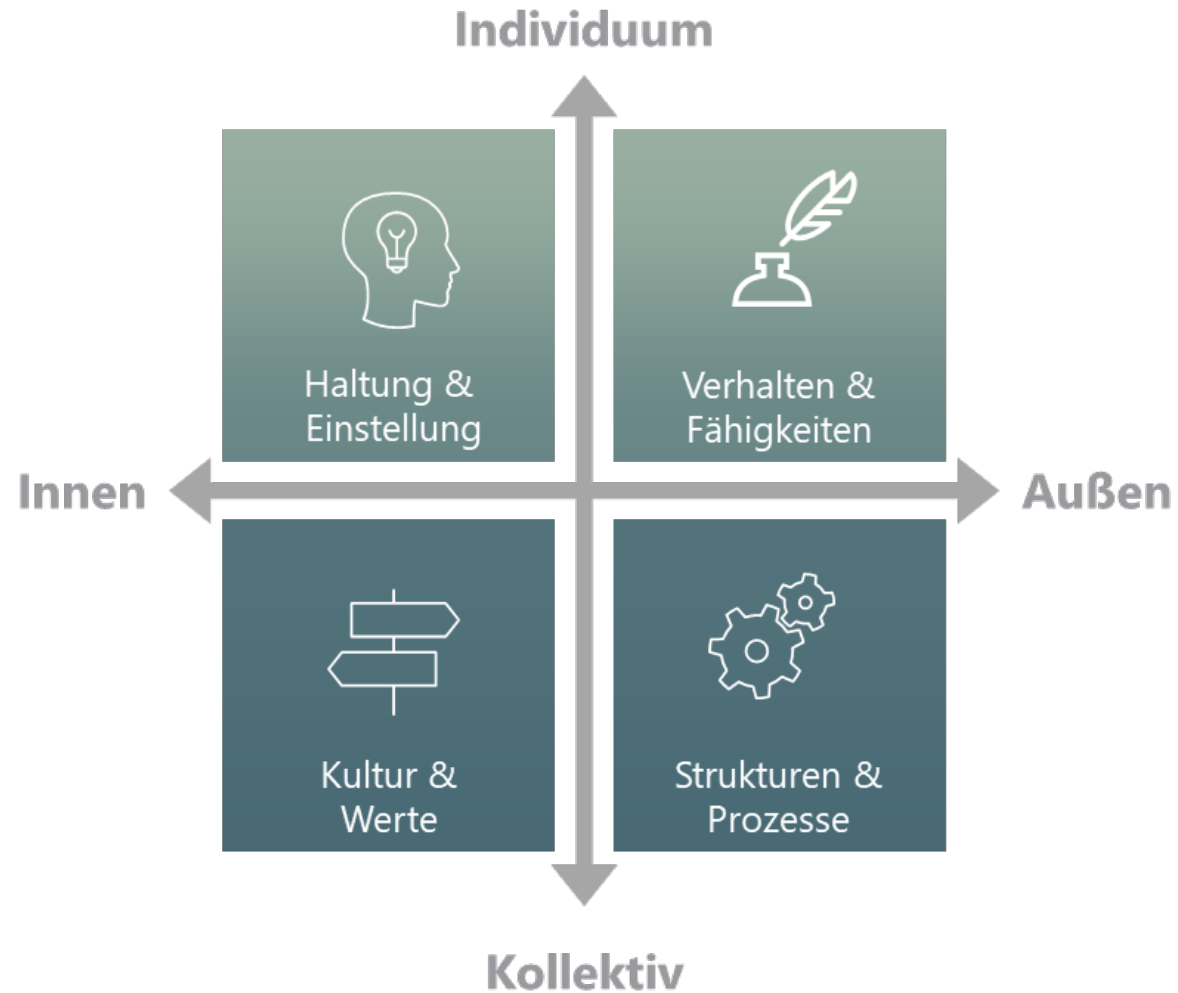 Individuum
Haltung &
Einstellung
Verhalten &
Fähigkeiten
Innen
Außen
Kultur &
Werte
Strukturen &
Prozesse
Kollektiv